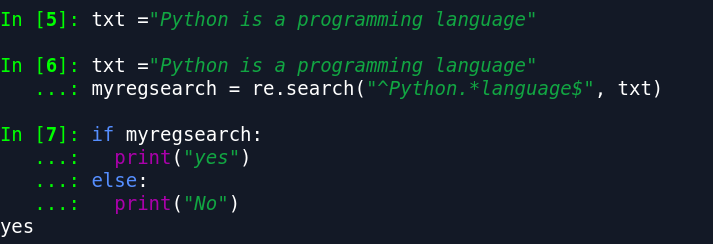 In [5]: txt ="Python is a programming language"
In [6]: txt ="Python is a programming language"
...: myregsearch = re.search("^Python.*language$", txt)
In [7]: if myregsearch:
...:   print("yes")
...: else:
...:   print("No")
yes